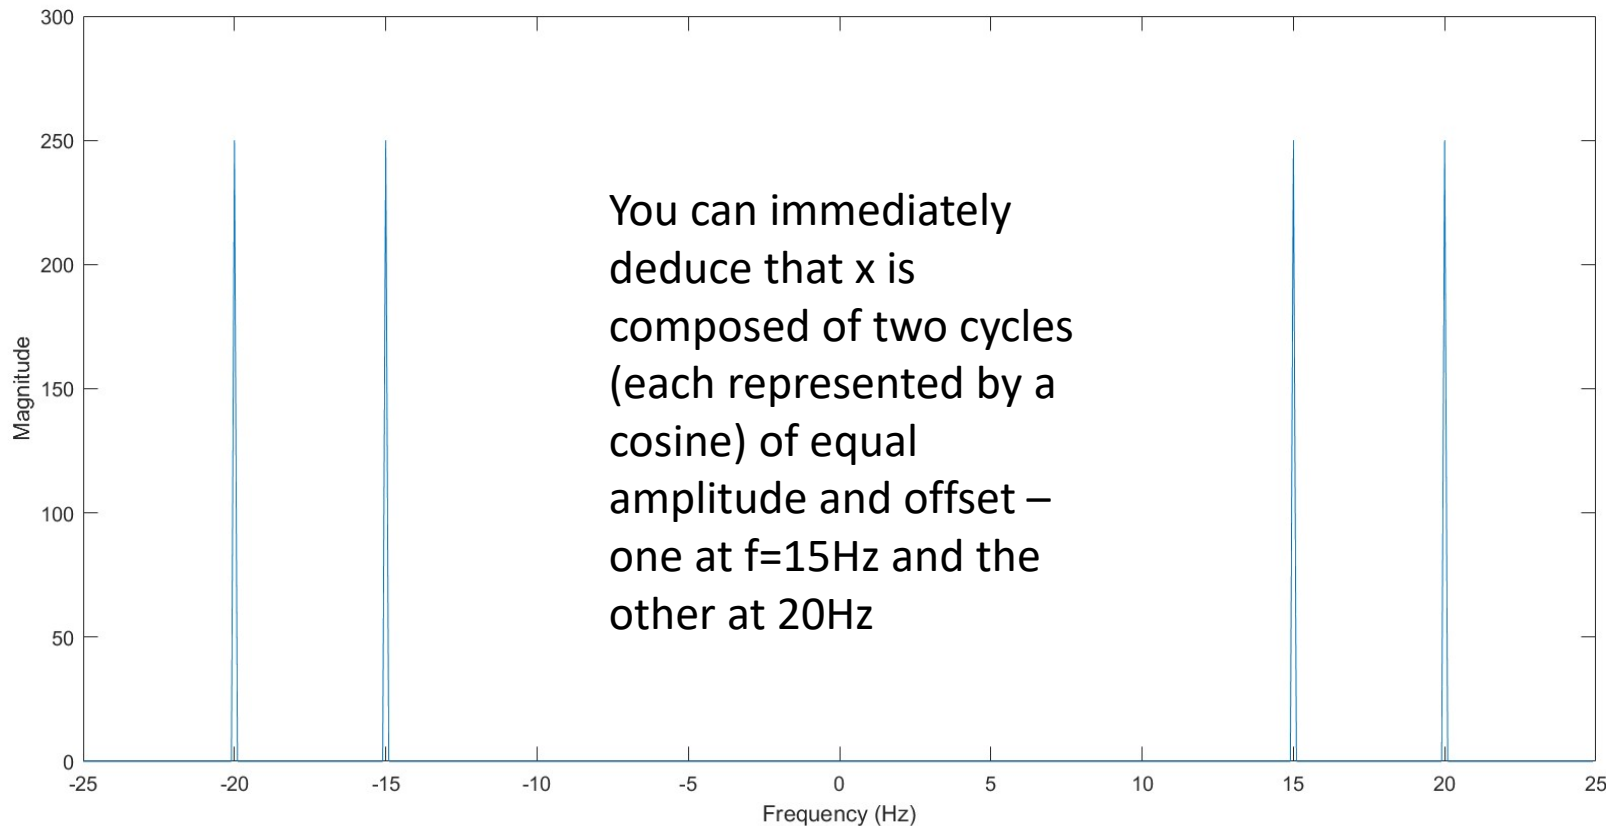 300
250
200
150
100
50
0
Magnitude
You can immediately
deduce that x is
composed of two cycles
(each represented by a
cosine) of equal
amplitude and offset –
one at f=15Hz and the
other at 20Hz
-25 -20 -15 -10 -5 0 5 10 15 20 25
Frequency (Hz)